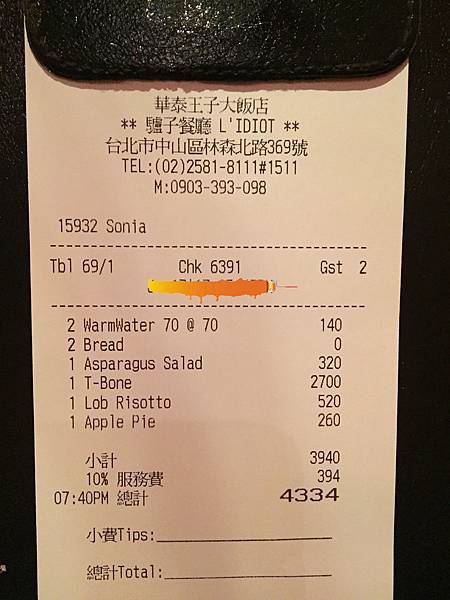 華泰王子大飯店
** 驢子餐廳 L'IDIOT **
台北市中山區林森北路369號
TEL:(02)2581-8111#1511
M:0903-393-098
15932 Sonia
Tbl 69/1 Chk 6391 Gst 2
2 WarmWater 70 @ 70 140
2 Bread 0
1 Asparagus Salad 320
1 T-Bone 2700
1 Lob Risotto 520
1 Apple Pie 260
小計 3940
10% 服務費 394
07:40PM 總計 4334
小費Tips:
總計Total: